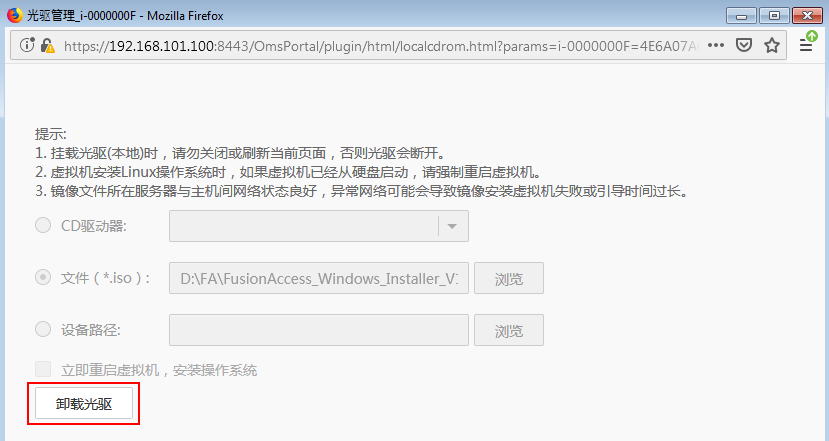 光驱管理_i-0000000F - Mozilla Firefox
https://192.168.101.100:8443/OmsPortal/plugin/html/localcdrom.html?params=i-0000000F=4E6A07A
提示:
1. 挂载光驱(本地)时，请勿关闭或刷新当前页面，否则光驱会断开。
2. 虚拟机安装Linux操作系统时，如果虚拟机已经从硬盘启动，请强制重启虚拟机。
3. 镜像文件所在服务器与主机间网络状态良好，异常网络可能会导致镜像安装虚拟机失败或引导时间过长。
CD驱动器:
文件（*.iso）: D:\FA\FusionAccess_Windows_Installer_V1 浏览
设备路径: 浏览
立即重启虚拟机，安装操作系统
卸载光驱